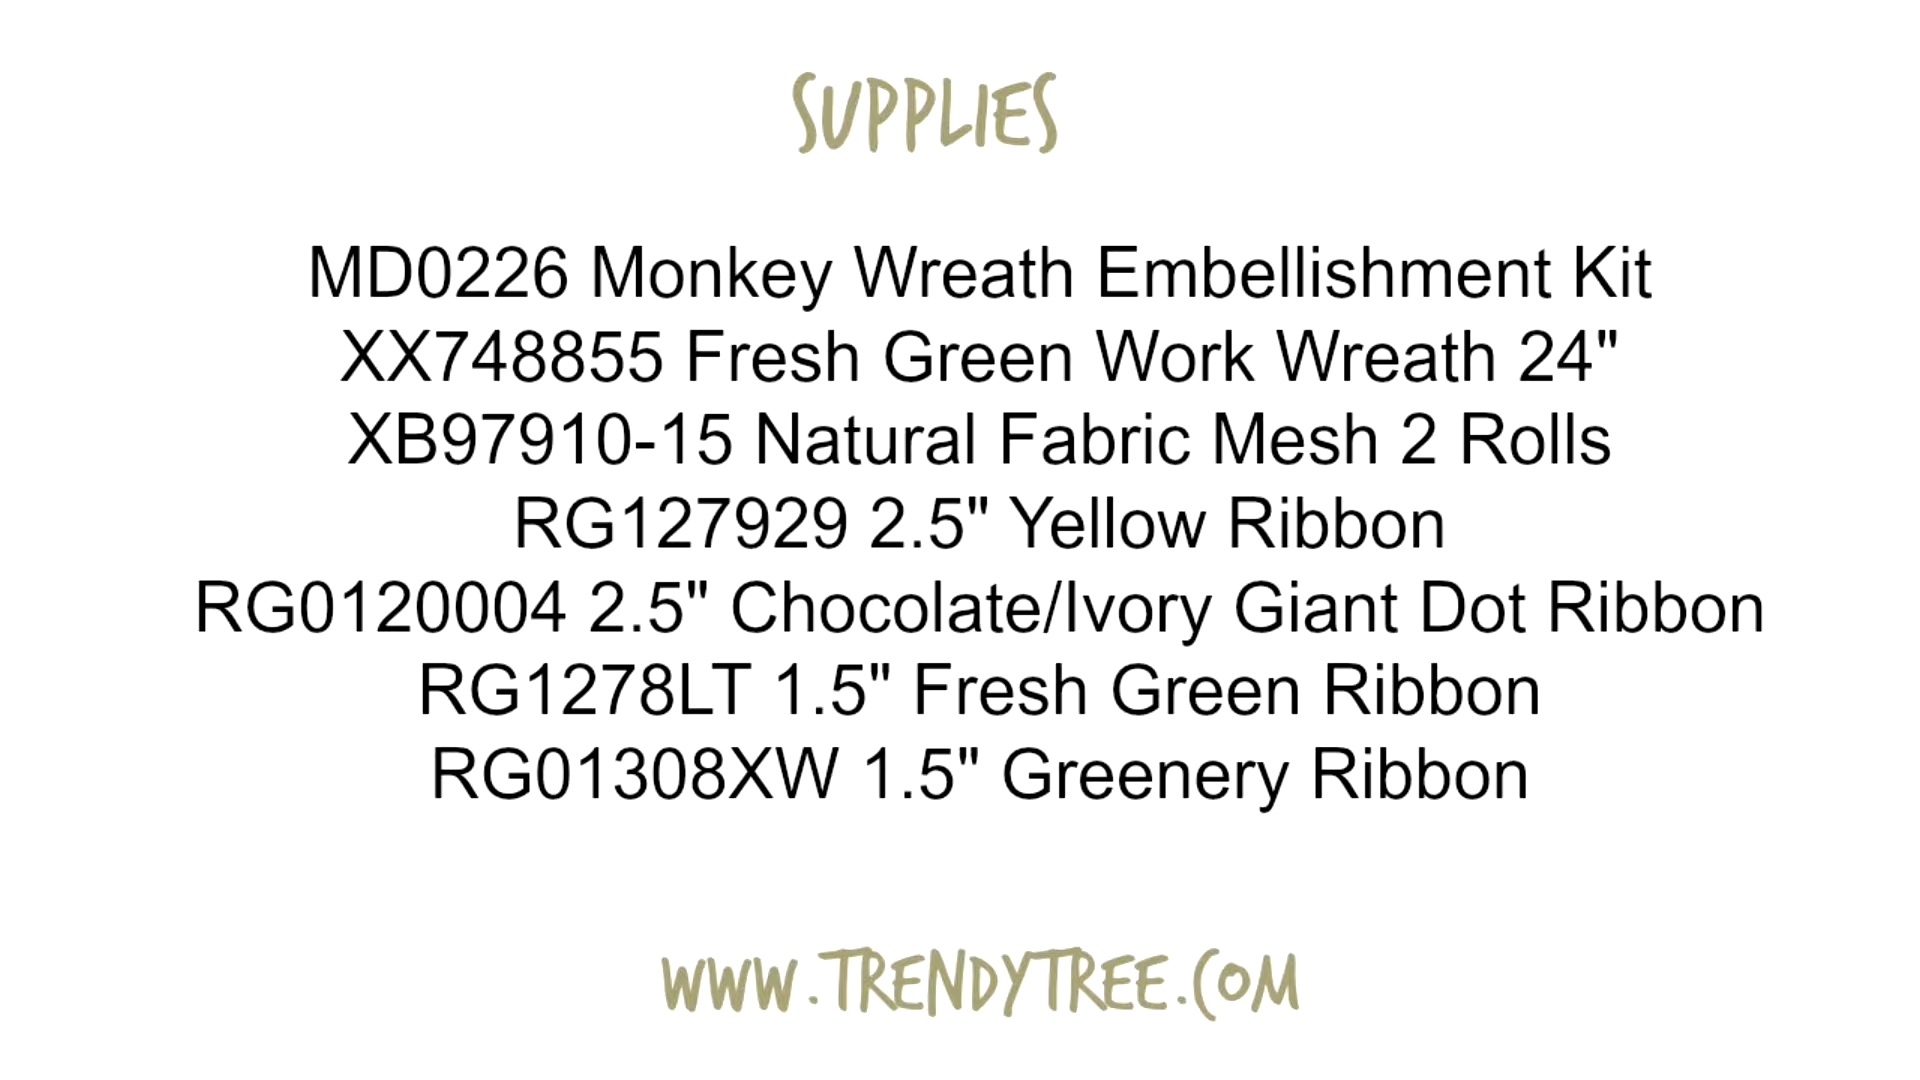 SUPPLIES
MD0226 Monkey Wreath Embellishment Kit
XX748855 Fresh Green Work Wreath 24"
XB97910-15 Natural Fabric Mesh 2 Rolls
RG127929 2.5" Yellow Ribbon
RG0120004 2.5" Chocolate/Ivory Giant Dot Ribbon
RG1278LT 1.5" Fresh Green Ribbon
RG01308XW 1.5" Greenery Ribbon
WWW.TRENDYTREE.COM